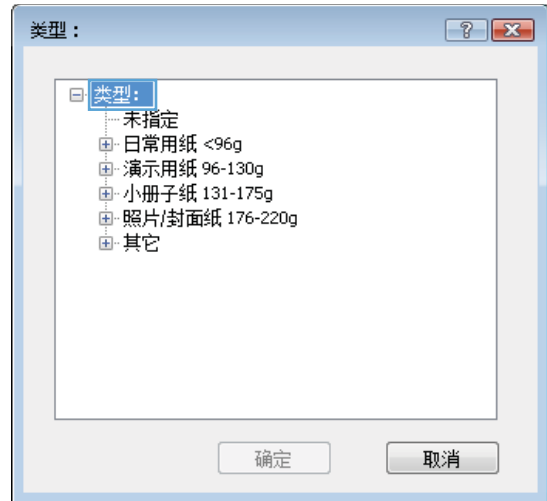 类型：
类型:
未指定
日常用纸 <96g
演示用纸 96-130g
小册子纸 131-175g
照片/封面纸 176-220g
其它
确定 取消